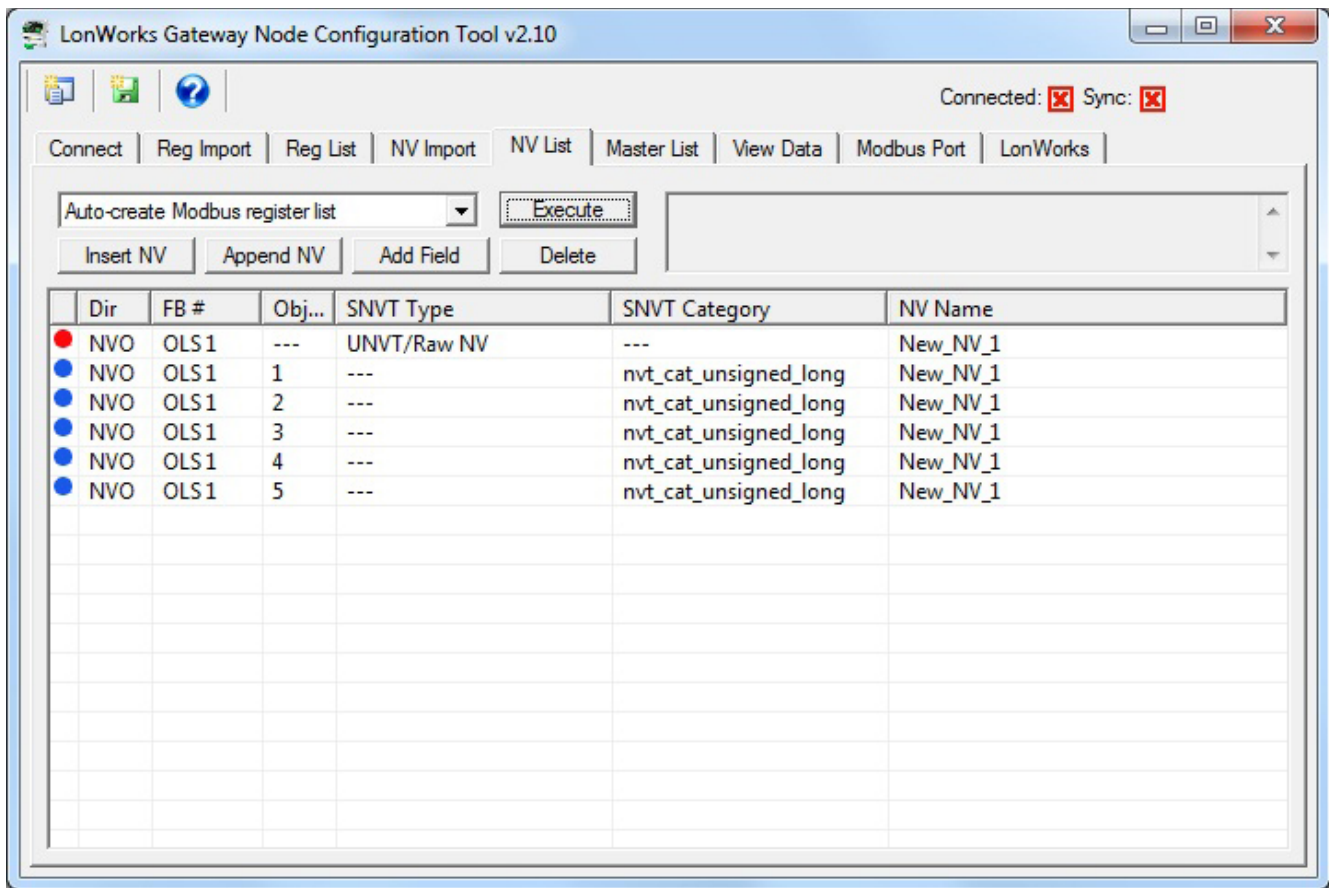 LonWorks Gateway Node Configuration Tool v2.10
Connected: Sync:
Connect Reg Import Reg List NV Import NV List Master List View Data Modbus Port LonWorks
Auto-create Modbus register list Execute
Insert NV Append NV Add Field Delete
Dir FB # Obj... SNVT Type SNVT Category NV Name
NVO OLS1 --- UNVT/Raw NV --- New_NV_1
NVO OLS1 1 --- nvt_cat_unsigned_long New_NV_1
NVO OLS1 2 --- nvt_cat_unsigned_long New_NV_1
NVO OLS1 3 --- nvt_cat_unsigned_long New_NV_1
NVO OLS1 4 --- nvt_cat_unsigned_long New_NV_1
NVO OLS1 5 --- nvt_cat_unsigned_long New_NV_1